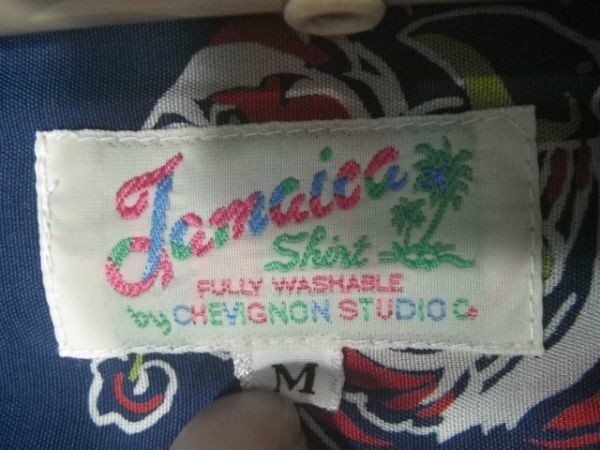 Jamaica
Shirt
FULLY WASHABLE
by CHEVIGNON STUDIO Co
M